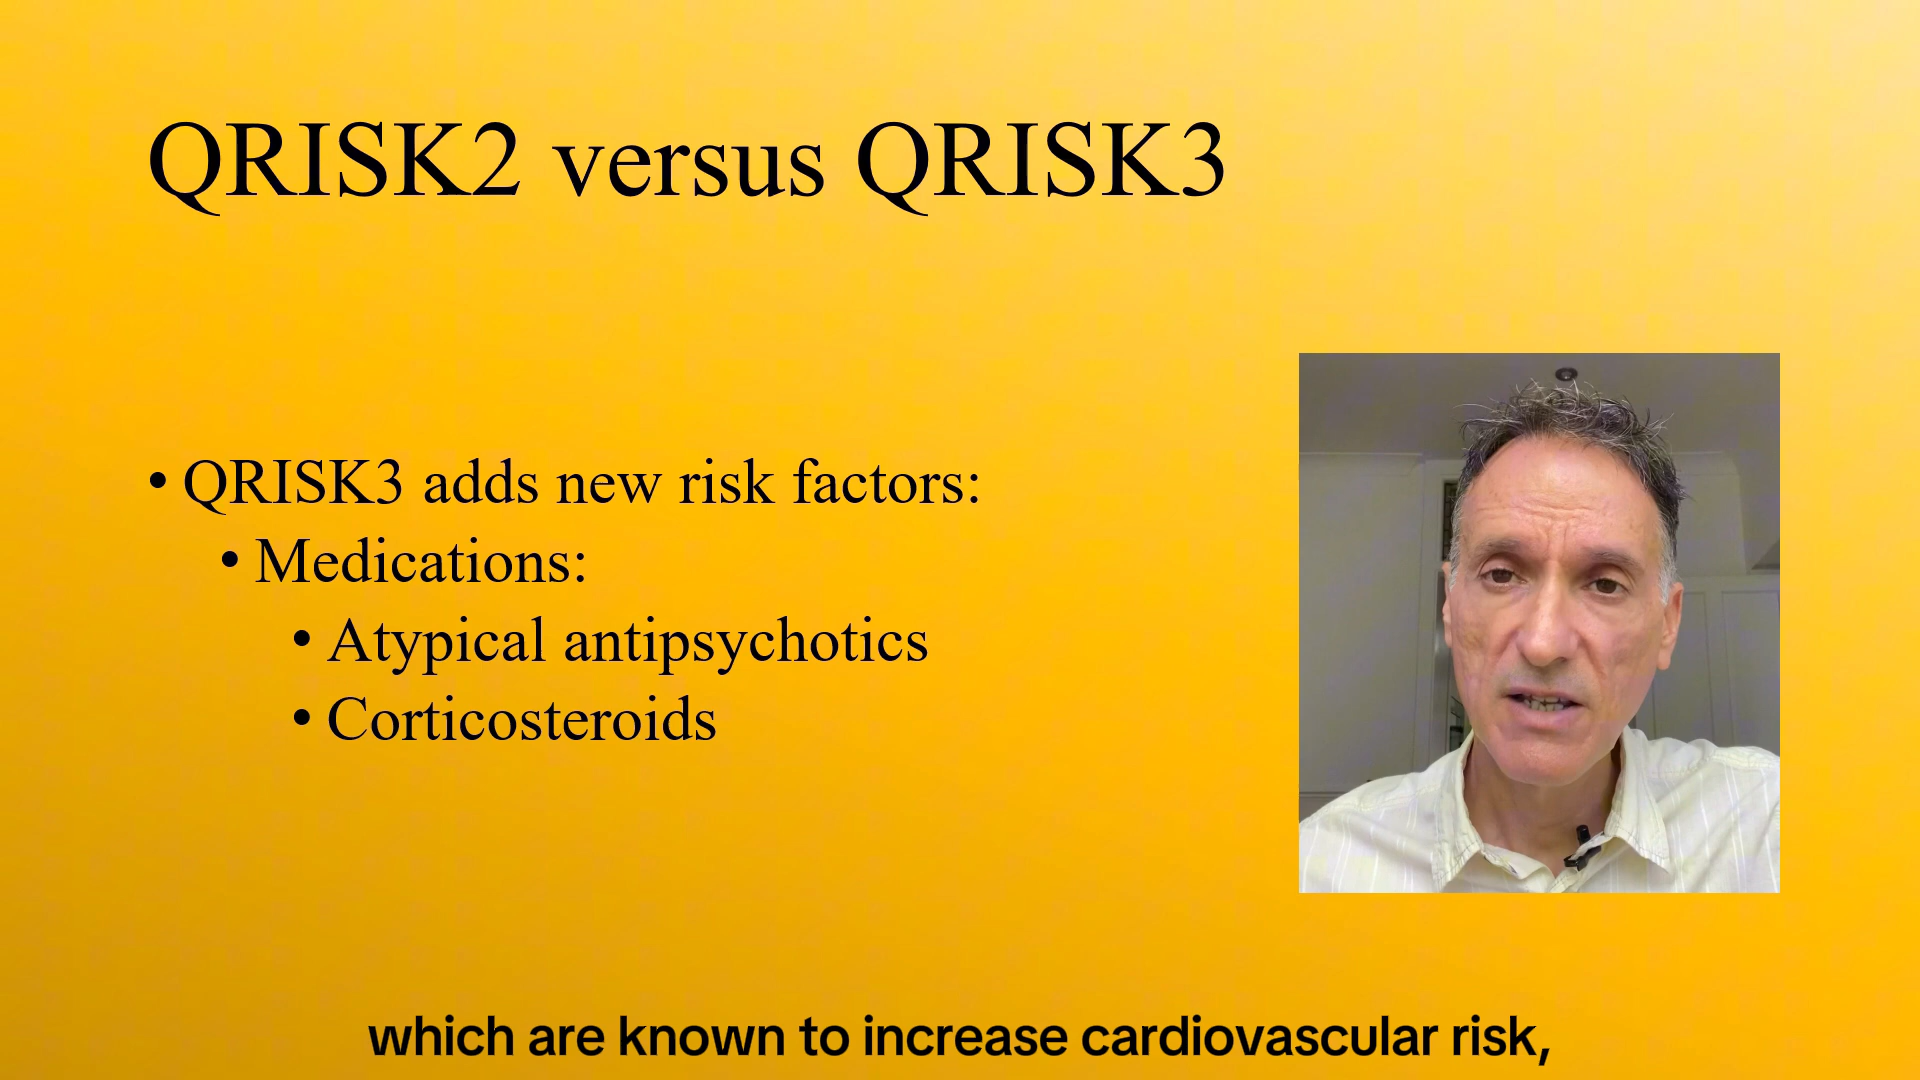 QRISK2 versus QRISK3
• QRISK3 adds new risk factors:
• Medications:
• Atypical antipsychotics
• Corticosteroids
which are known to increase cardiovascular risk,